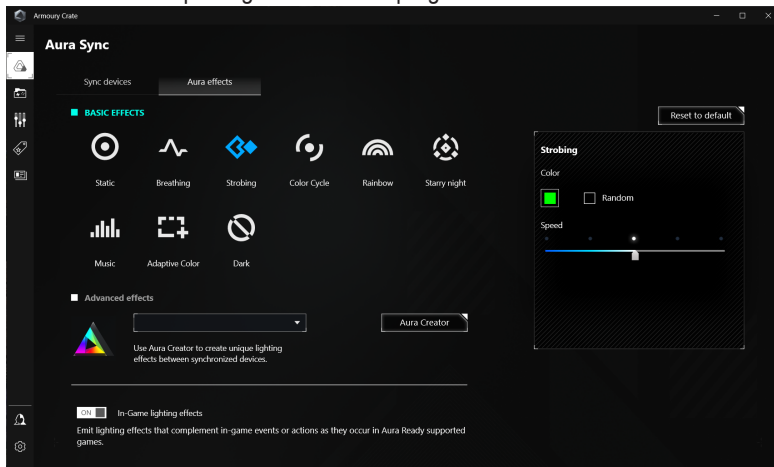 Armoury Crate
Aura Sync
Sync devices
Aura effects
BASIC EFFECTS
Reset to default
Static
Breathing
Strobing
Color Cycle
Rainbow
Starry night
Music
Adaptive Color
Dark
Strobing
Color
Random
Speed
Advanced effects
Aura Creator
Use Aura Creator to create unique lighting
effects between synchronized devices.
ON
In-Game lighting effects
Emit lighting effects that complement in-game events or actions as they occur in Aura Ready supported
games.